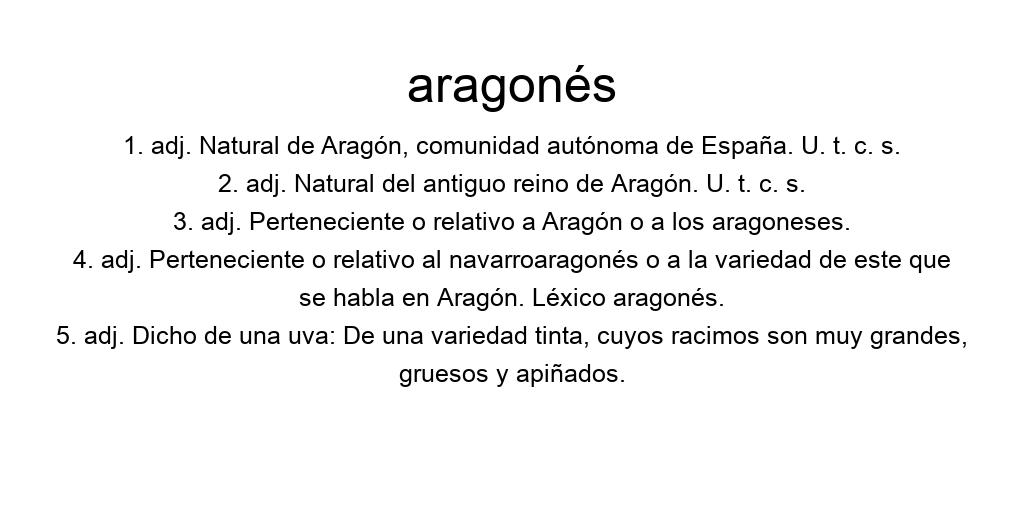 aragonés
1. adj. Natural de Aragón, comunidad autónoma de España. U. t. c. s.
2. adj. Natural del antiguo reino de Aragón. U. t. c. s.
3. adj. Perteneciente o relativo a Aragón o a los aragoneses.
4. adj. Perteneciente o relativo al navarroaragonés o a la variedad de este que
se habla en Aragón. Léxico aragonés.
5. adj. Dicho de una uva: De una variedad tinta, cuyos racimos son muy grandes,
gruesos y apiñados.